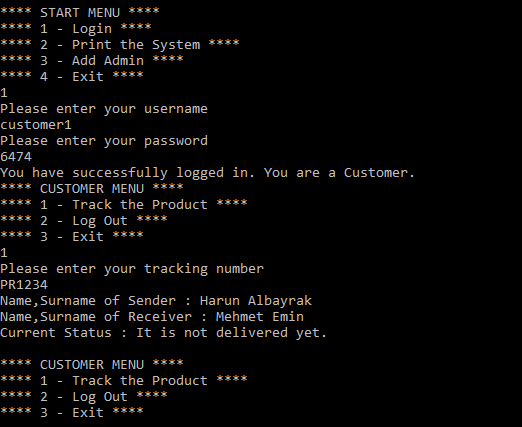 **** START MENU ****
**** 1 - Login ****
**** 2 - Print the System ****
**** 3 - Add Admin ****
**** 4 - Exit ****
1
Please enter your username
customer1
Please enter your password
6474
You have successfully logged in. You are a Customer.
**** CUSTOMER MENU ****
**** 1 - Track the Product ****
**** 2 - Log Out ****
**** 3 - Exit ****
1
Please enter your tracking number
PR1234
Name,Surname of Sender : Harun Albayrak
Name,Surname of Receiver : Mehmet Emin
Current Status : It is not delivered yet.
**** CUSTOMER MENU ****
**** 1 - Track the Product ****
**** 2 - Log Out ****
**** 3 - Exit ****